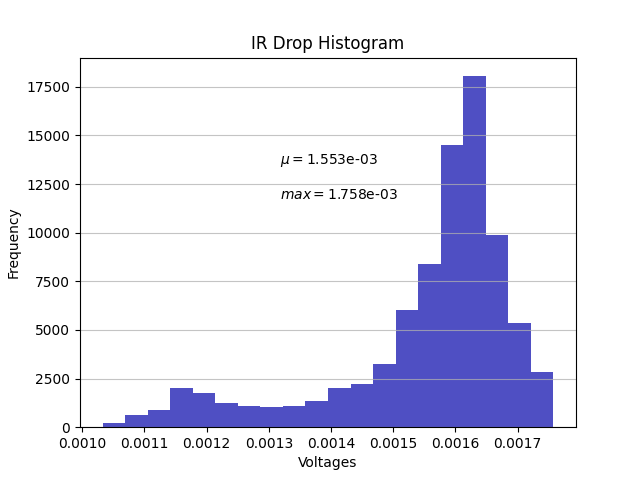 IR Drop Histogram
17500
15000
12500
10000
7500
5000
2500
0
Frequency
μ = 1.553e-03
max = 1.758e-03
0.0010 0.0011 0.0012 0.0013 0.0014 0.0015 0.0016 0.0017
Voltages